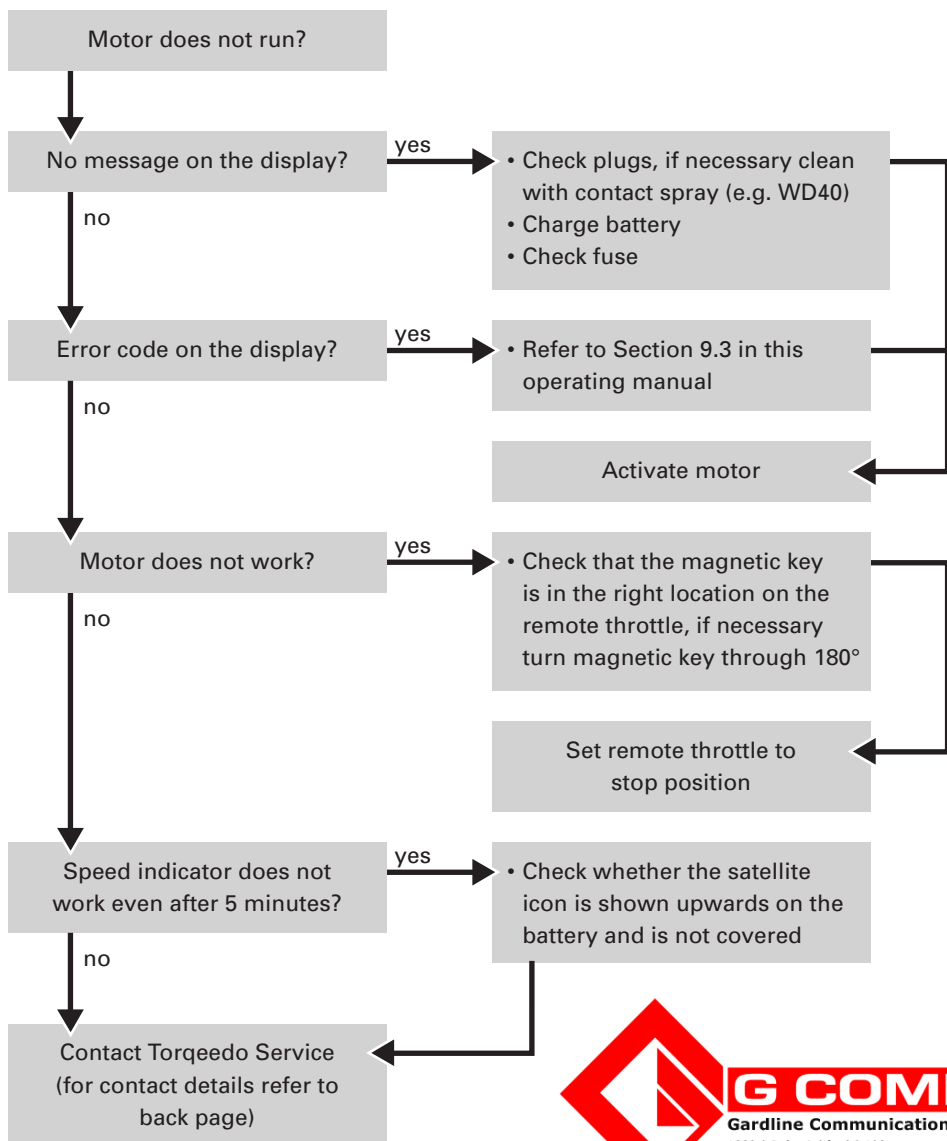 Motor does not run?
No message on the display?
yes
• Check plugs, if necessary clean
with contact spray (e.g. WD40)
• Charge battery
• Check fuse
no
Error code on the display?
yes
• Refer to Section 9.3 in this
operating manual
no
Activate motor
Motor does not work?
yes
• Check that the magnetic key
is in the right location on the
remote throttle, if necessary
turn magnetic key through 180°
no
Set remote throttle to
stop position
Speed indicator does not
work even after 5 minutes?
yes
• Check whether the satellite
icon is shown upwards on the
battery and is not covered
no
Contact Torqeedo Service
(for contact details refer to
back page)
G COM
Gardline Communication